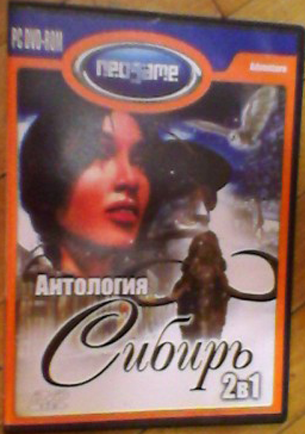 PC DVD-ROM
neogame
Adventure
Антология
Сибирь
2в1